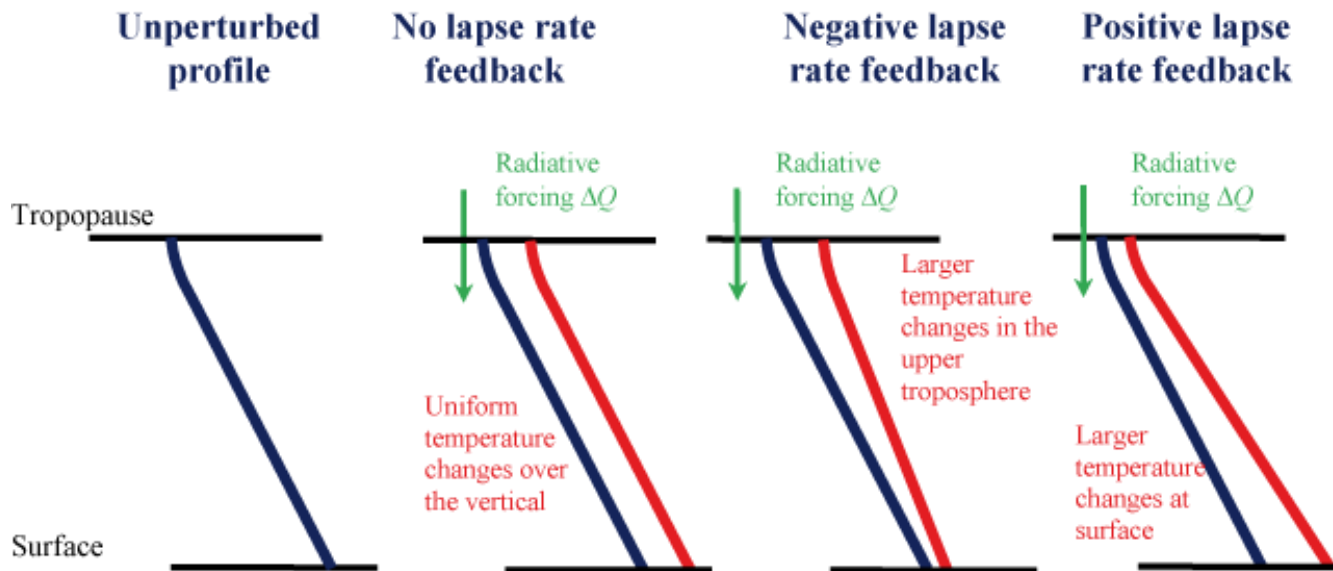 Unperturbed
profile
No lapse rate
feedback
Negative lapse
rate feedback
Positive lapse
rate feedback
Radiative
forcing ΔQ
Radiative
forcing ΔQ
Radiative
forcing ΔQ
Tropopause
Larger
temperature
changes in the
upper
troposphere
Uniform
temperature
changes over
the vertical
Larger
temperature
changes at
surface
Surface